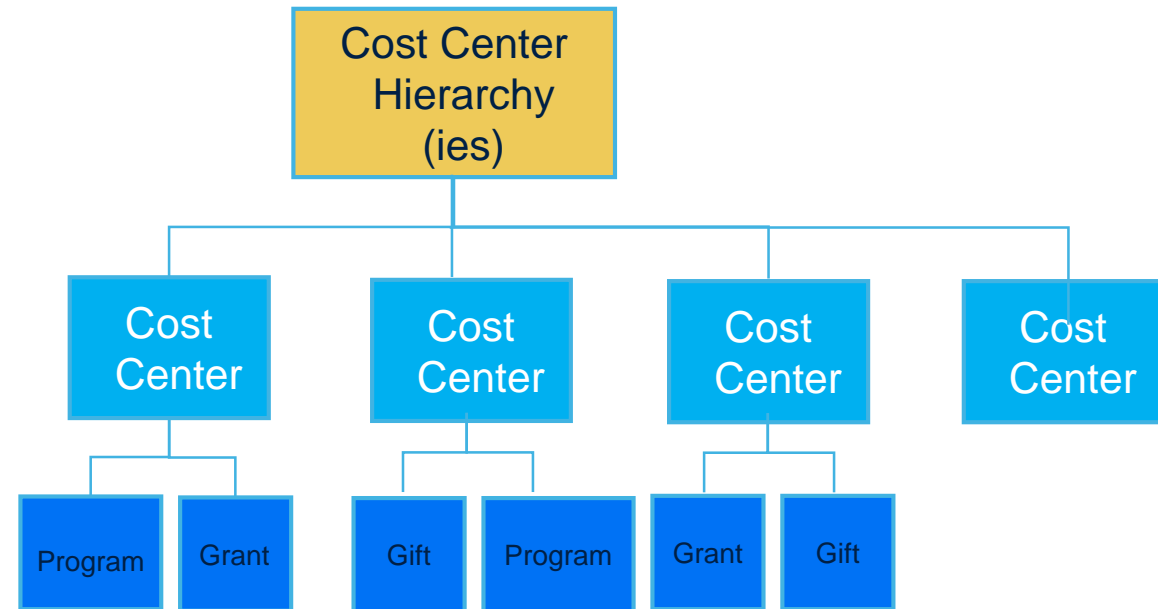 Cost Center
Hierarchy
(ies)
Cost
Center
Cost
Center
Cost
Center
Cost
Center
Program
Grant
Gift
Program
Grant
Gift